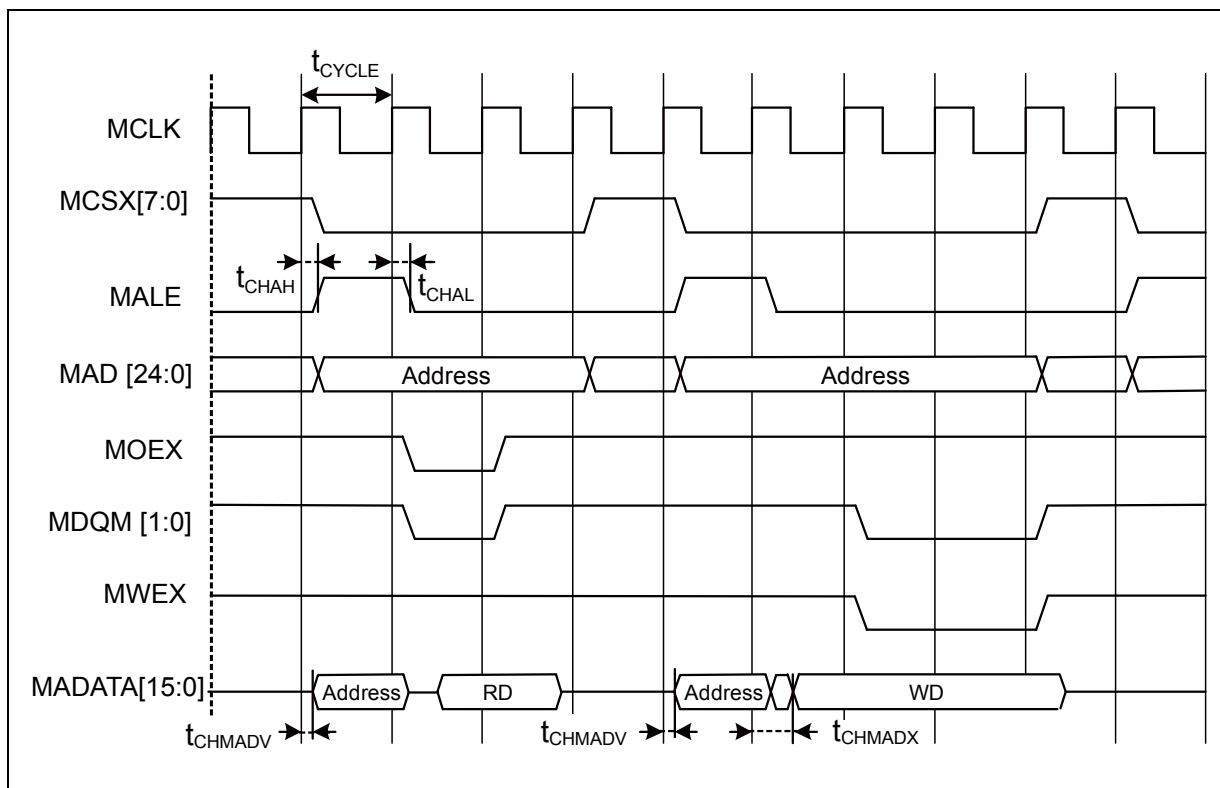 tCYCLE
MCLK
MCSX[7:0]
tCHAH
tCHAL
MALE
MAD [24:0]
Address
Address
MOEX
MDQM [1:0]
MWEX
MADATA[15:0]
Address
RD
Address
WD
tCHMADV
tCHMADV
tCHMADX